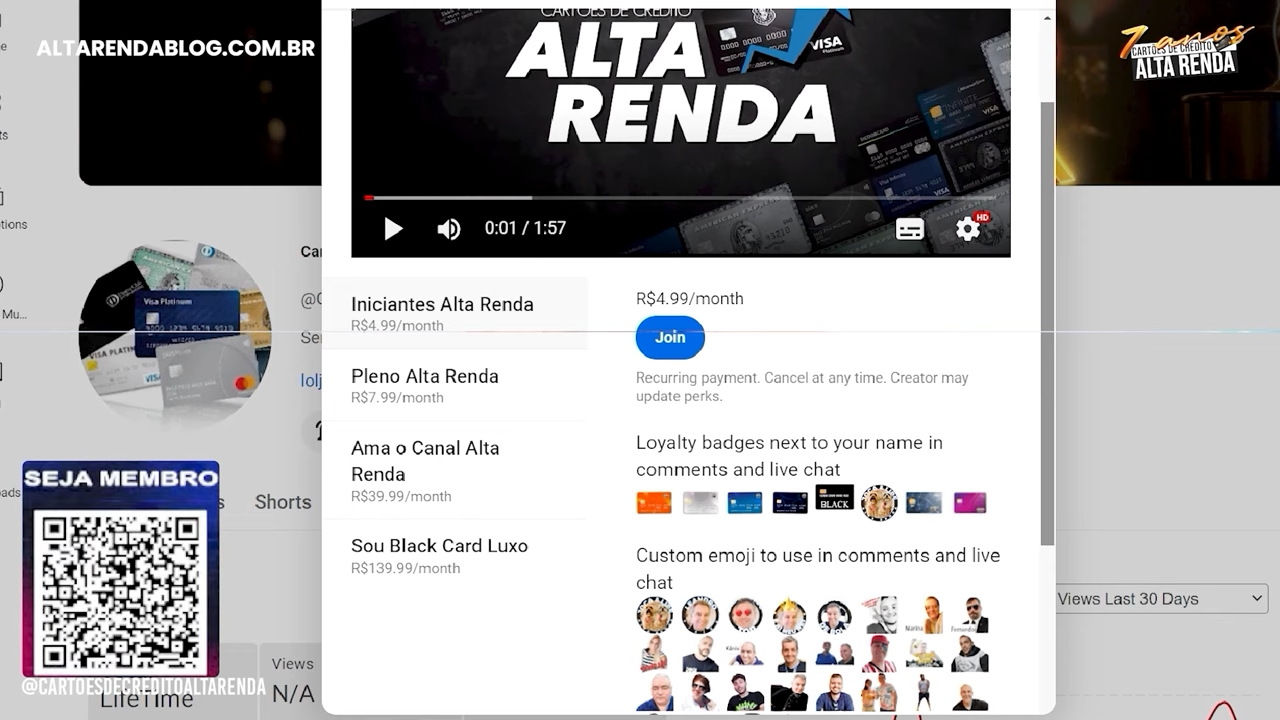 ALTARENDABLOG.COM.BR
7 anos
CARTÕES DE CRÉDITO
ALTA RENDA
CARTÕES DE CRÉDITO
ALTA
RENDA
VISA
Platinum
0:01 / 1:57
HD
Iniciantes Alta Renda
R$4.99/month
Pleno Alta Renda
R$7.99/month
Ama o Canal Alta
Renda
R$39.99/month
Sou Black Card Luxo
R$139.99/month
R$4.99/month
Join
Recurring payment. Cancel at any time. Creator may
update perks.
Loyalty badges next to your name in
comments and live chat
BLACK
Custom emoji to use in comments and live
chat
Visa Platinum
Shorts
SEJA MEMBRO
@CARTOESDECREDITOALTARENDA
LifeTime
Views
N/A
Views Last 30 Days